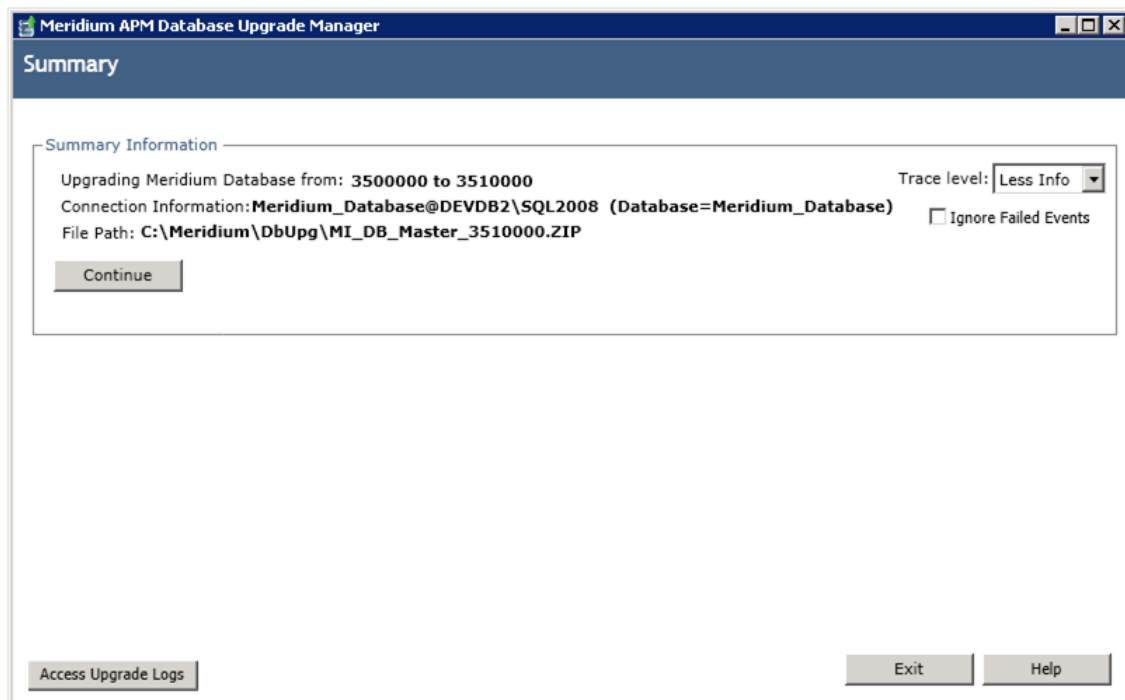 Meridium APM Database Upgrade Manager
Summary
Summary Information
Upgrading Meridium Database from: 3500000 to 3510000
Trace level: Less Info
Connection Information:Meridium_Database@DEVDB2\SQL2008 (Database=Meridium_Database)
Ignore Failed Events
File Path: C:\Meridium\DbUpg\MI_DB_Master_3510000.ZIP
Continue
Access Upgrade Logs
Exit
Help